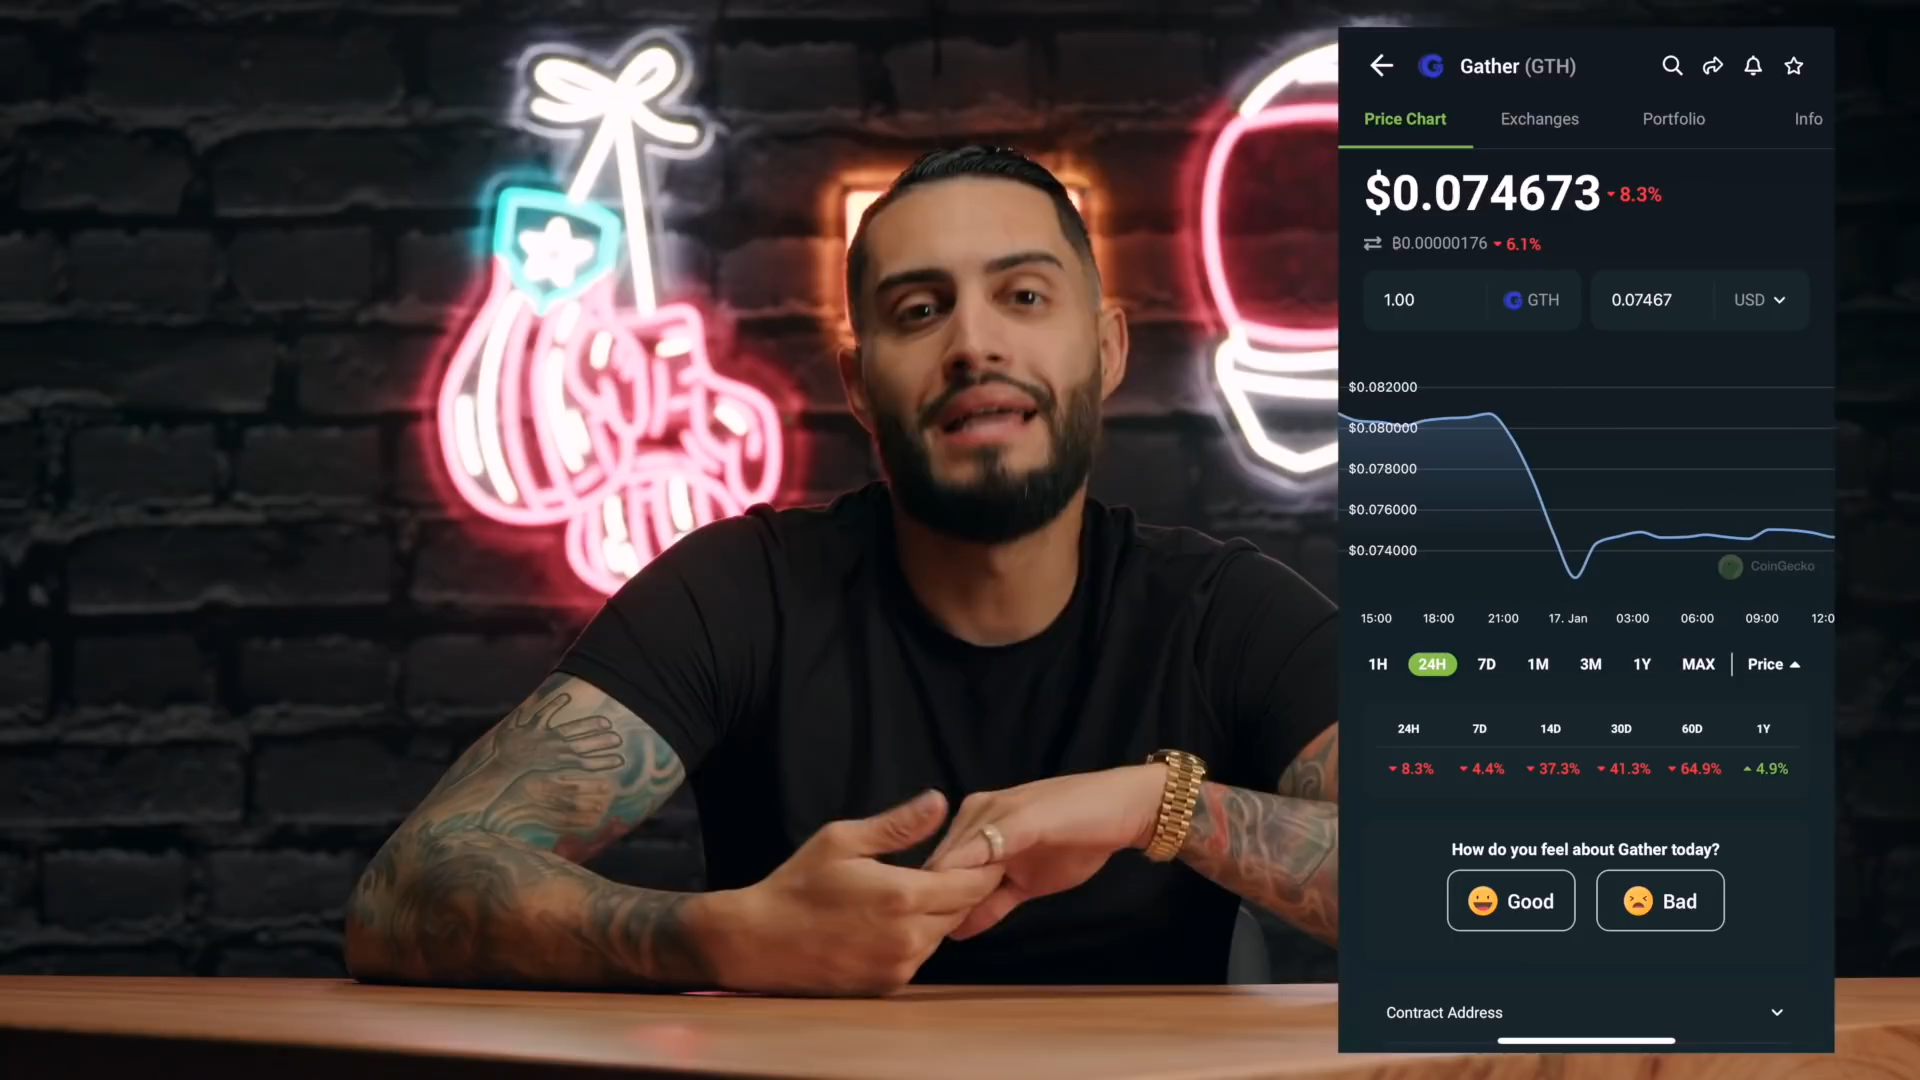 Gather (GTH)
Price Chart Exchanges Portfolio Info
$0.074673 8.3%
₿0.00000176 6.1%
1.00 GTH 0.07467 USD
$0.082000
$0.080000
$0.078000
$0.076000
$0.074000
CoinGecko
15:00 18:00 21:00 17. Jan 03:00 06:00 09:00 12:0
1H 24H 7D 1M 3M 1Y MAX Price
24H 7D 14D 30D 60D 1Y
8.3% 4.4% 37.3% 41.3% 64.9% 4.9%
How do you feel about Gather today?
Good Bad
Contract Address